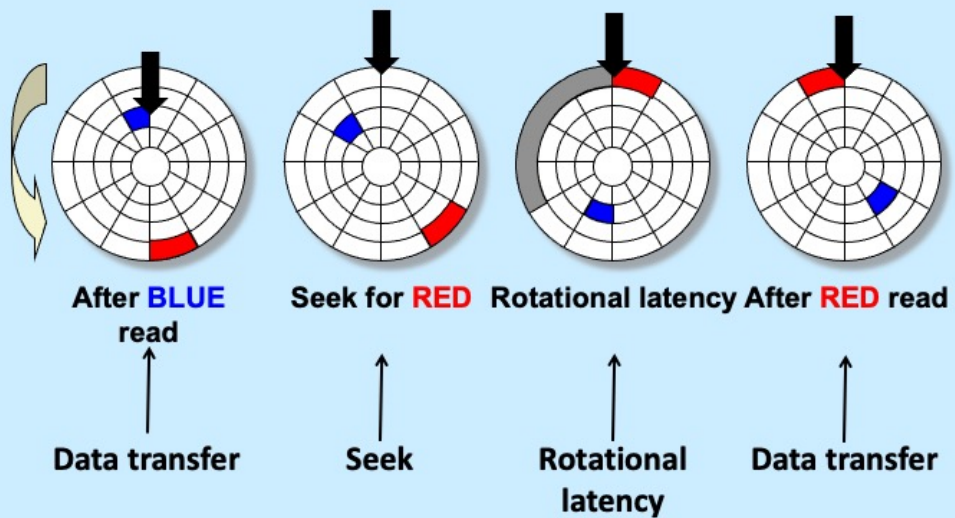 After BLUE
read
Seek for RED
Rotational latency
After RED read
Data transfer
Seek
Rotational
latency
Data transfer